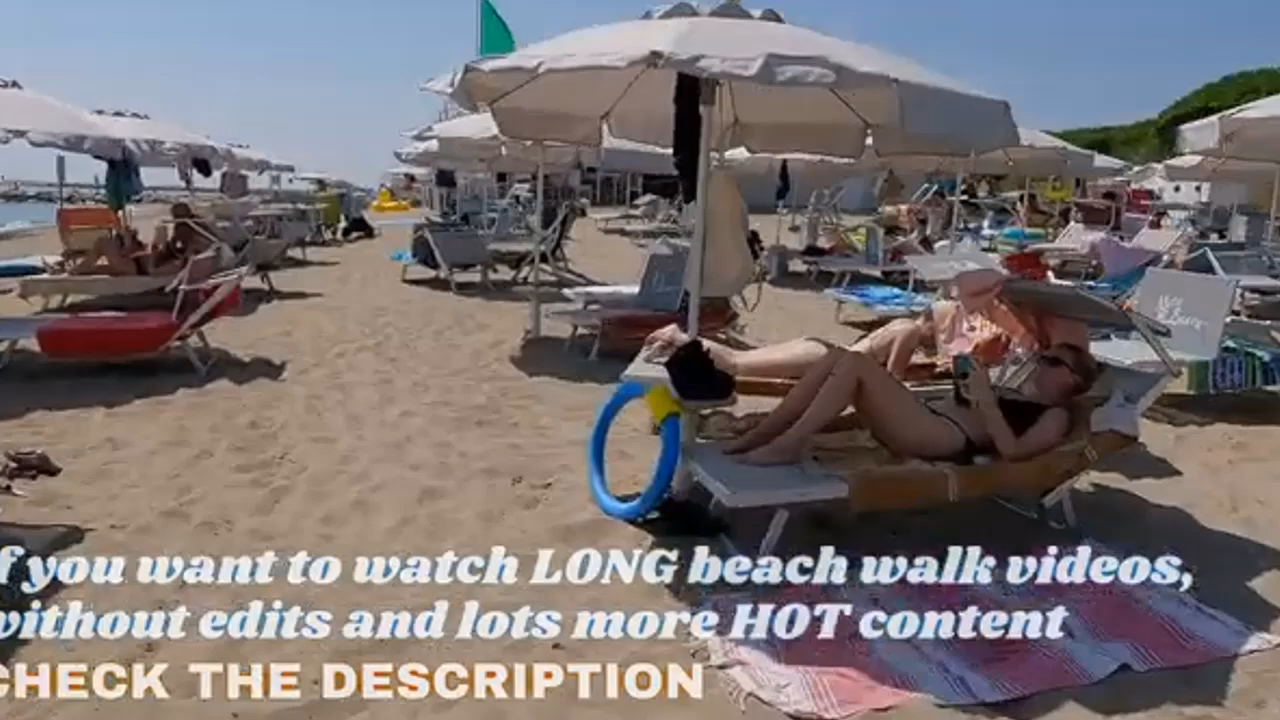 f you want to watch LONG beach walk videos,
without edits and lots more HOT content
CHECK THE DESCRIPTION